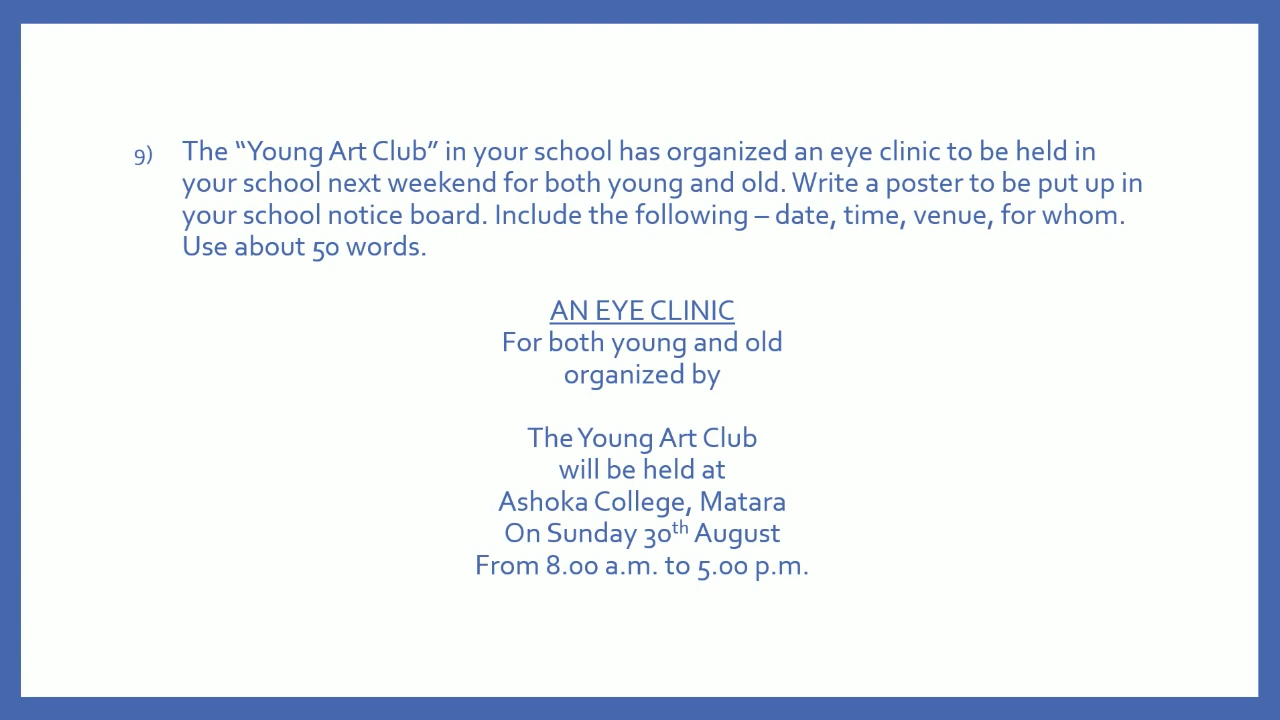 9) The “Young Art Club” in your school has organized an eye clinic to be held in
your school next weekend for both young and old. Write a poster to be put up in
your school notice board. Include the following – date, time, venue, for whom.
Use about 50 words.
AN EYE CLINIC
For both young and old
organized by
The Young Art Club
will be held at
Ashoka College, Matara
On Sunday 30th August
From 8.00 a.m. to 5.00 p.m.